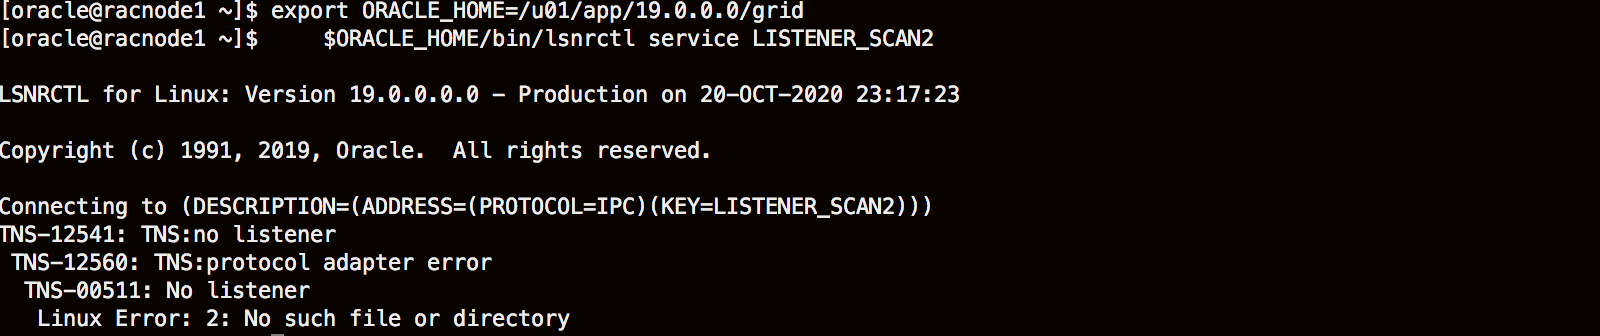 [oracle@racnode1 ~]$ export ORACLE_HOME=/u01/app/19.0.0.0/grid
[oracle@racnode1 ~]$     $ORACLE_HOME/bin/lsnrctl service LISTENER_SCAN2
LSNRCTL for Linux: Version 19.0.0.0.0 - Production on 20-OCT-2020 23:17:23
Copyright (c) 1991, 2019, Oracle.  All rights reserved.
Connecting to (DESCRIPTION=(ADDRESS=(PROTOCOL=IPC)(KEY=LISTENER_SCAN2)))
TNS-12541: TNS:no listener
 TNS-12560: TNS:protocol adapter error
  TNS-00511: No listener
   Linux Error: 2: No such file or directory